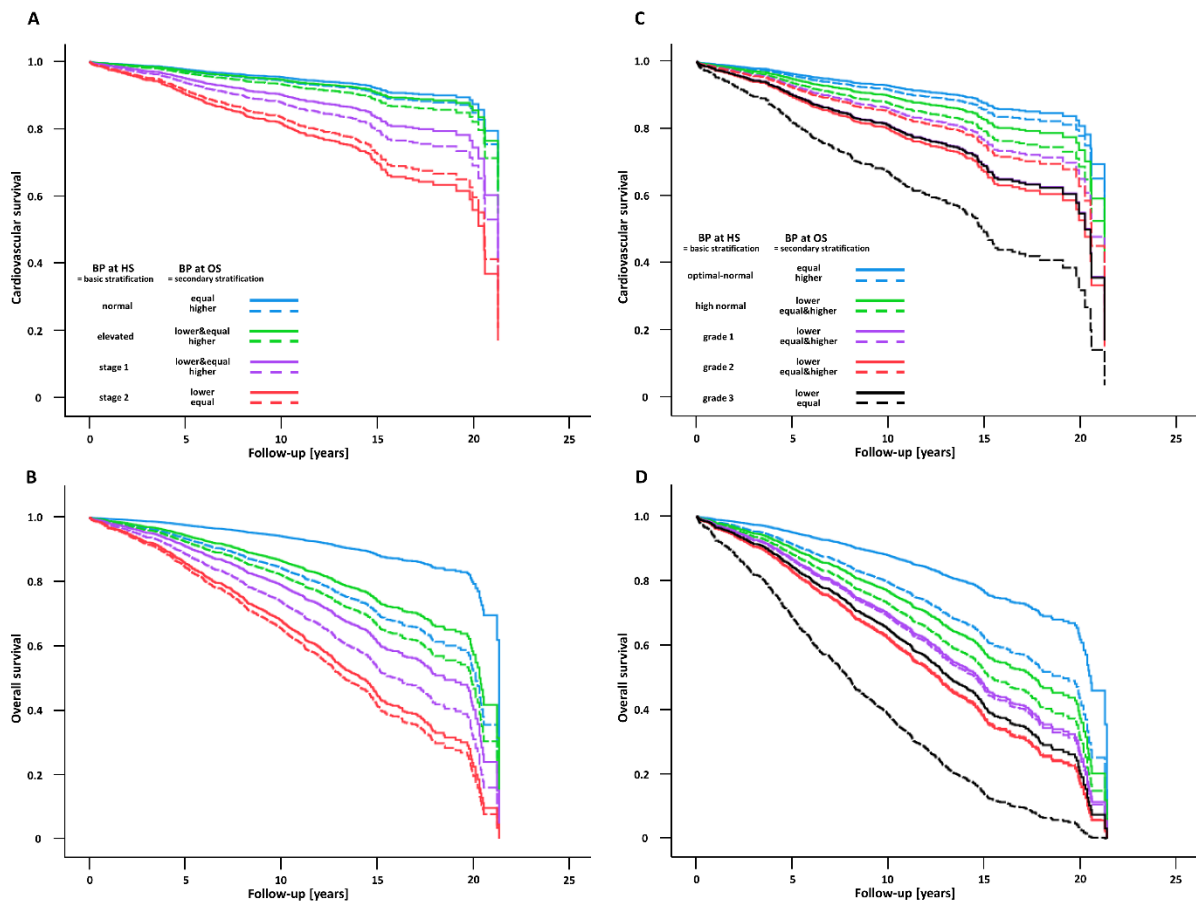 A
1.0
0.8
0.6
0.4
0.2
0
Cardiovascular survival
BP at HS BP at OS
= basic stratification = secondary stratification
normal equal
higher
elevated lower&equal
higher
stage 1 lower&equal
higher
stage 2 lower
equal
0 5 10 15 20 25
Follow-up [years]
C
1.0
0.8
0.6
0.4
0.2
0
Cardiovascular survival
BP at HS BP at OS
= basic stratification = secondary stratification
optimal-normal equal
higher
high normal lower
equal&higher
grade 1 lower
equal&higher
grade 2 lower
equal&higher
grade 3 lower
equal
0 5 10 15 20 25
Follow-up [years]
B
1.0
0.8
0.6
0.4
0.2
0
Overall survival
0 5 10 15 20 25
Follow-up [years]
D
1.0
0.8
0.6
0.4
0.2
0
Overall survival
0 5 10 15 20 25
Follow-up [years]